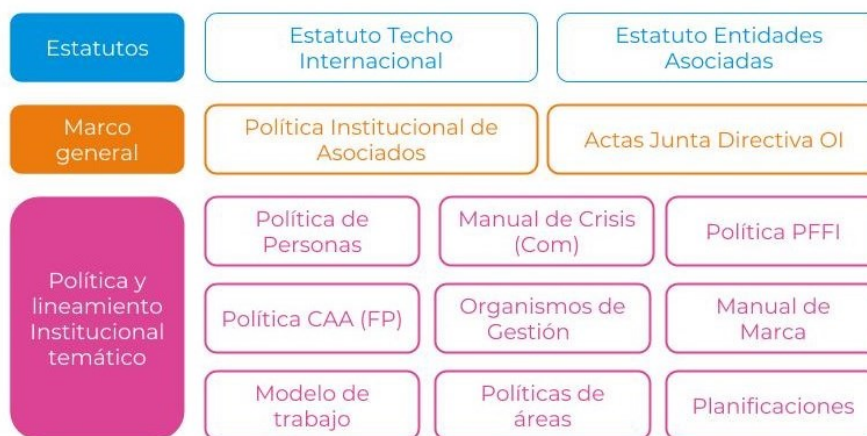 Estatutos
Estatuto Techo
Internacional
Estatuto Entidades
Asociadas
Marco
general
Política Institucional de
Asociados
Actas Junta Directiva OI
Política y
lineamiento
Institucional
temático
Política de
Personas
Manual de Crisis
(Com)
Política PFFI
Política CAA (FP)
Organismos de
Gestión
Manual de
Marca
Modelo de
trabajo
Políticas de
áreas
Planificaciones